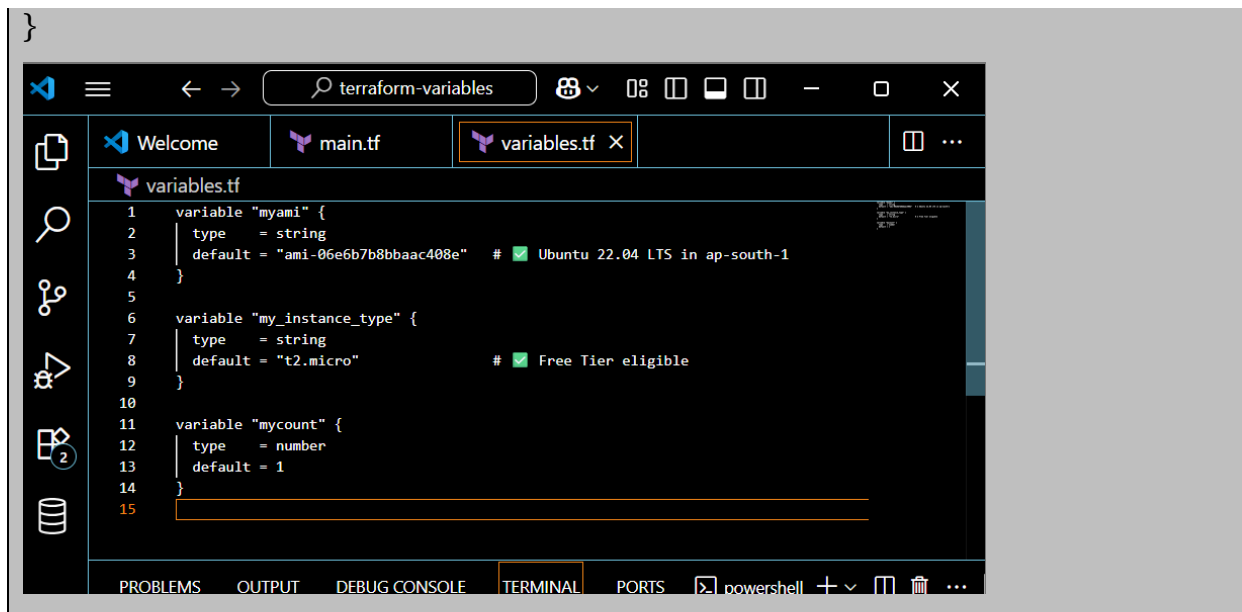 }
terraform-variables
Welcome main.tf variables.tf
variables.tf
1 variable "myami" {
2 type = string
3 default = "ami-06e6b7b8bbaac408e" # ✅ Ubuntu 22.04 LTS in ap-south-1
4 }
5
6 variable "my_instance_type" {
7 type = string
8 default = "t2.micro" # ✅ Free Tier eligible
9 }
10
11 variable "mycount" {
12 type = number
13 default = 1
14 }
15
2
PROBLEMS OUTPUT DEBUG CONSOLE TERMINAL PORTS powershell